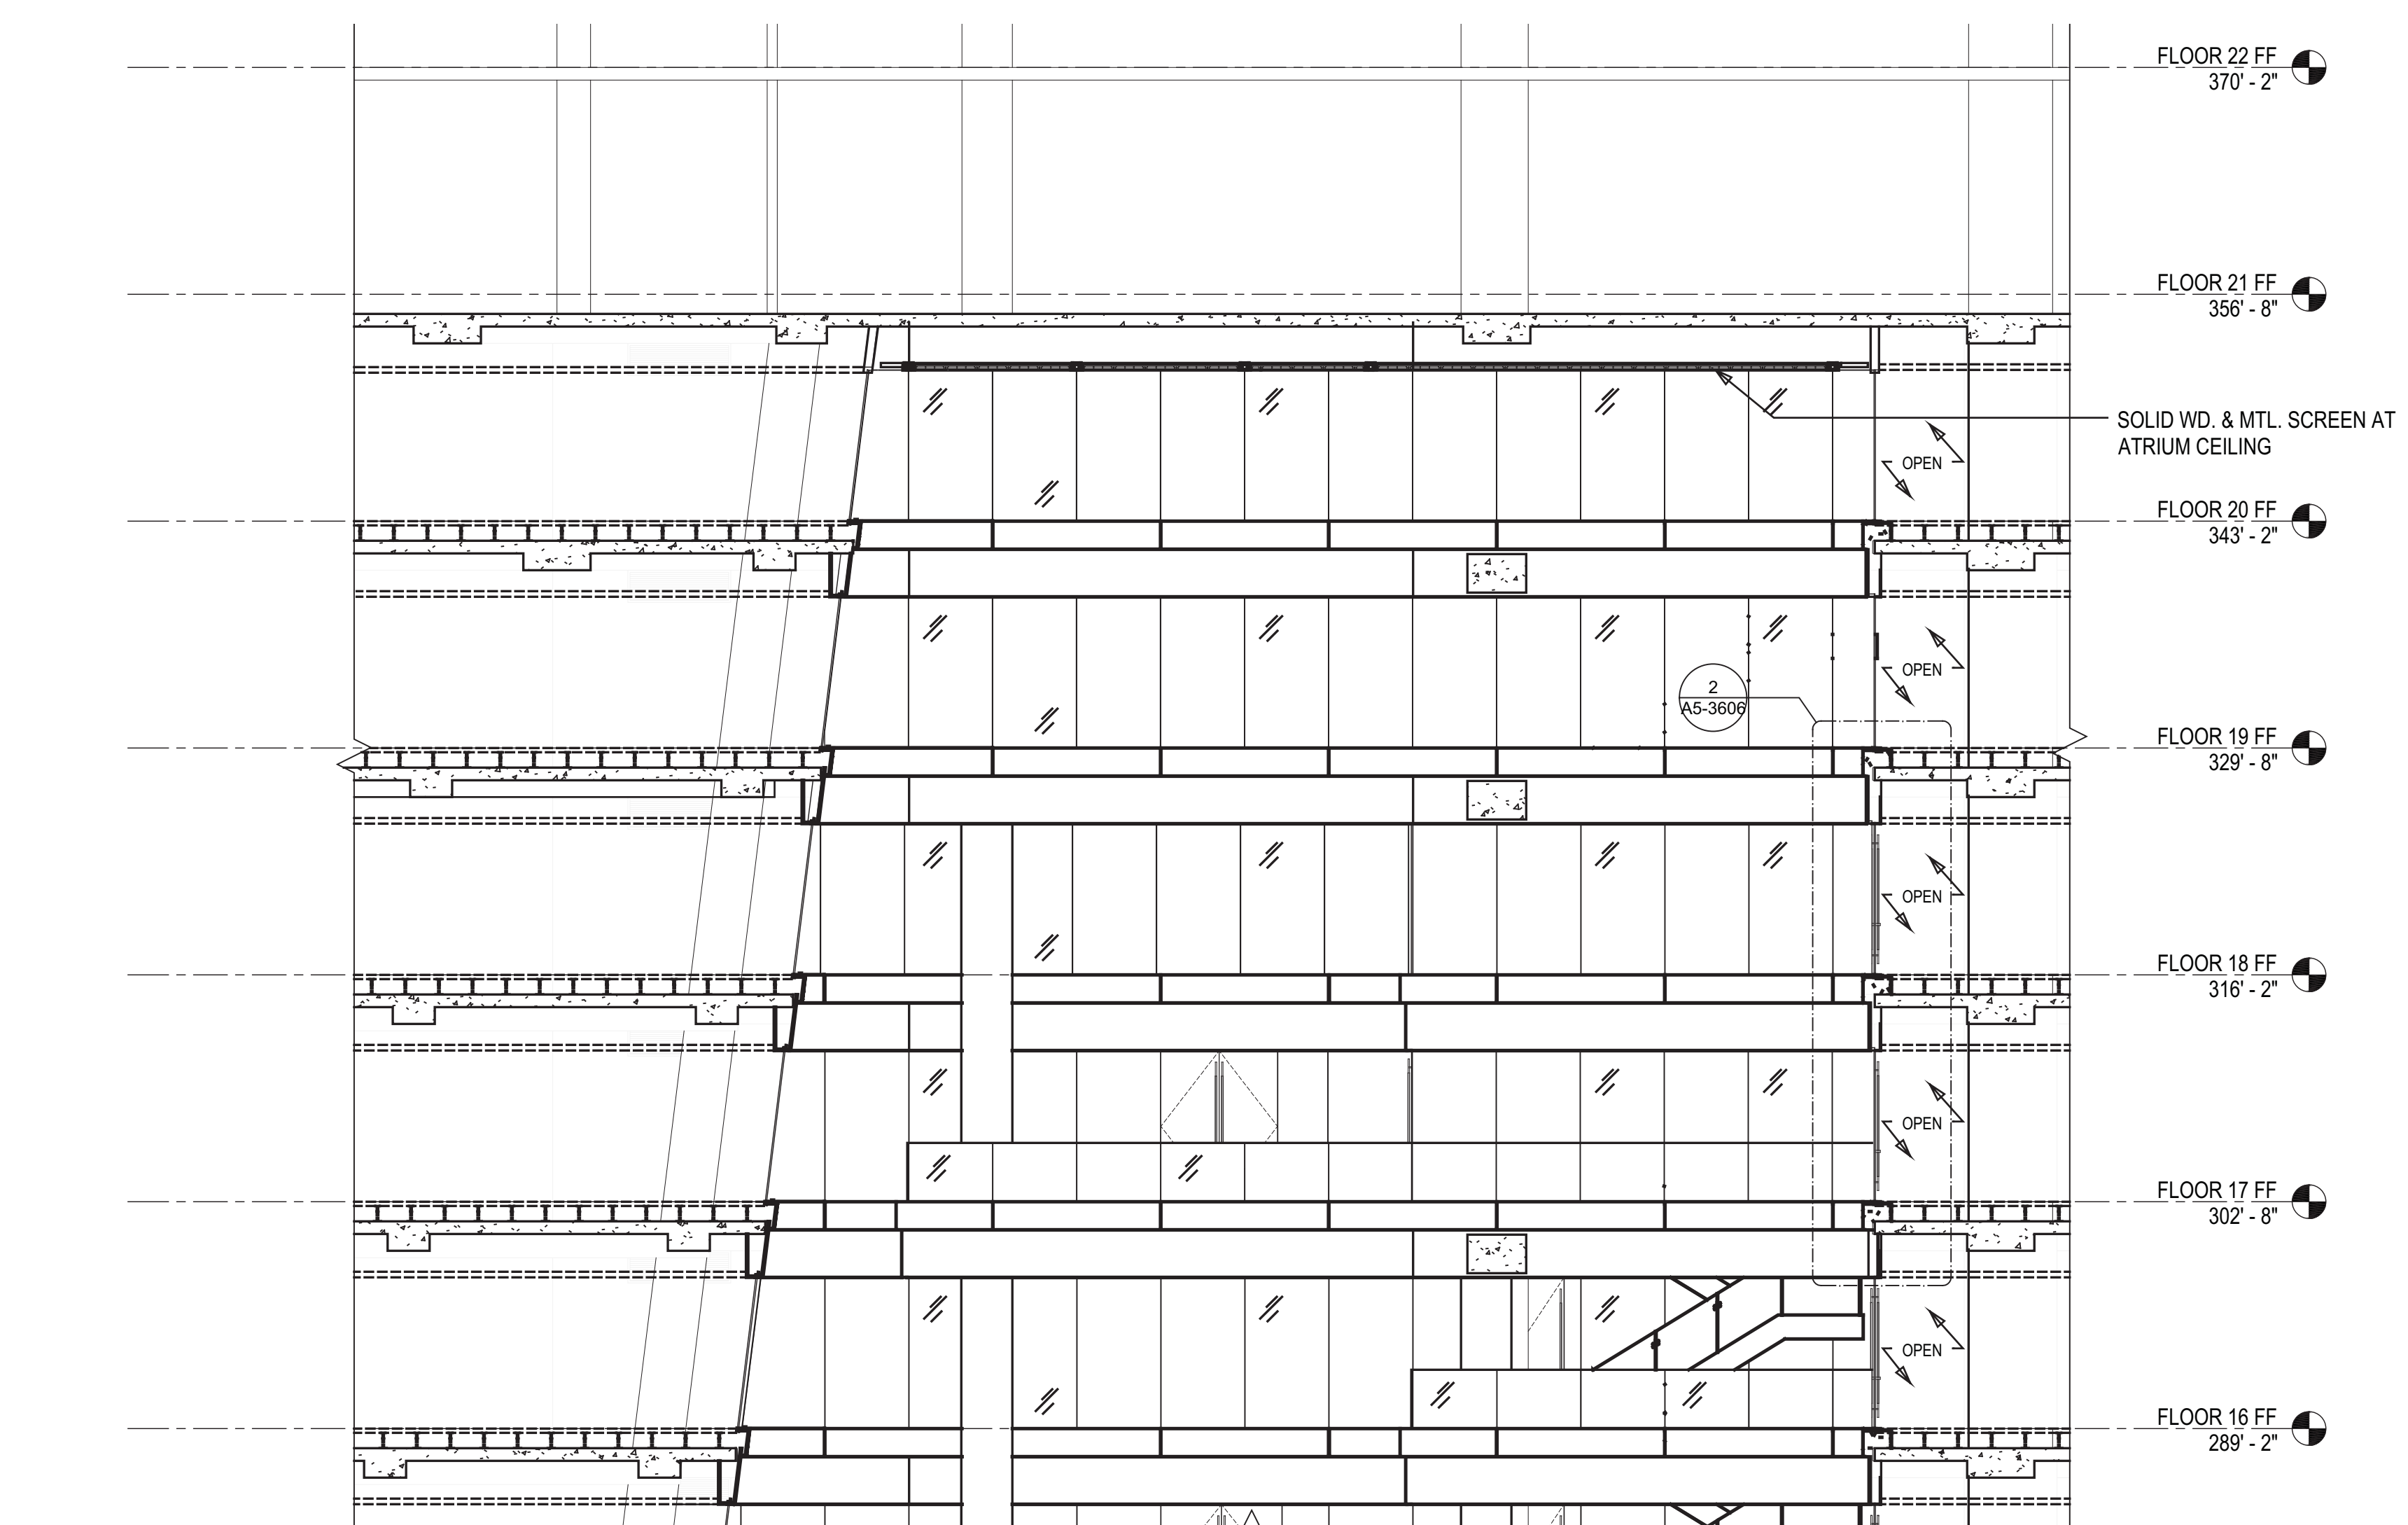 FLOOR 22 FF
370' - 2"
FLOOR 21 FF
356' - 8"
SOLID WD. & MTL. SCREEN AT
ATRIUM CEILING
OPEN
FLOOR 20 FF
343' - 2"
OPEN
2
A5-3606
FLOOR 19 FF
329' - 8"
OPEN
FLOOR 18 FF
316' - 2"
OPEN
FLOOR 17 FF
302' - 8"
OPEN
FLOOR 16 FF
289' - 2"